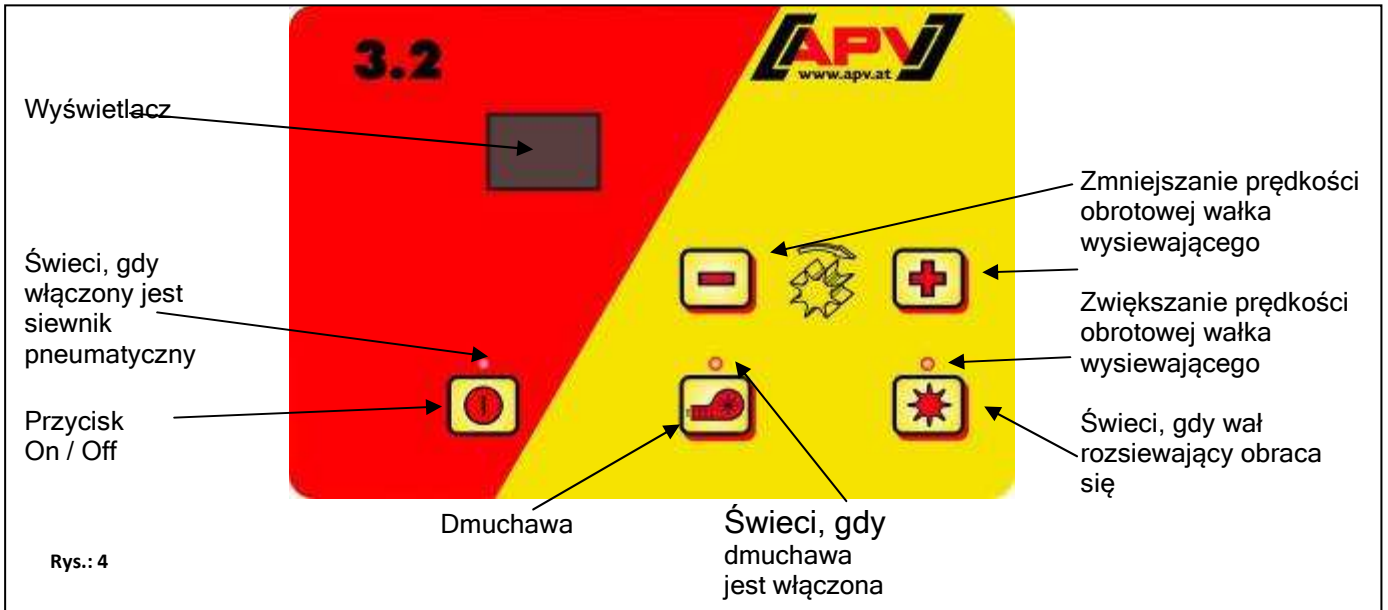 3.2
APV
www.apv.at
Wyświetlacz
Świeci, gdy
włączony jest
siewnik
pneumatyczny
Przycisk
On / Off
Zmniejszanie prędkości
obrotowej wałka
wysiewającego
Zwiększanie prędkości
obrotowej wałka
wysiewającego
Świeci, gdy wał
rozsiewający obraca
się
Dmuchawa
Świeci, gdy
dmuchawa
jest włączona
Rys.: 4